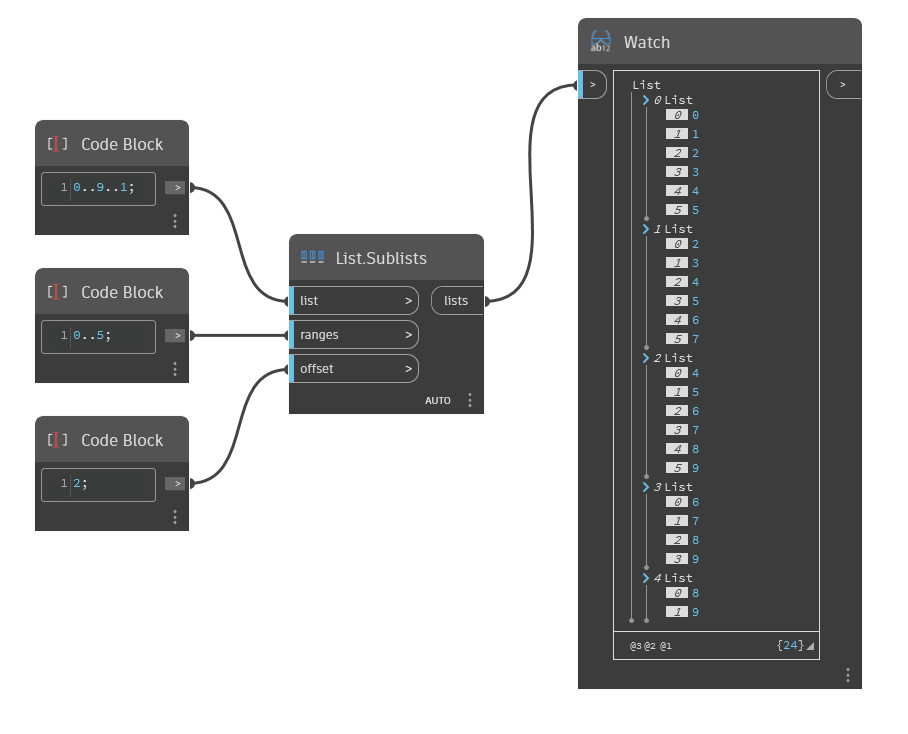 Code Block
1 0..9..1;
>
Code Block
1 0..5;
>
Code Block
1 2;
>
List.Sublists
list > lists
ranges >
offset >
AUTO
ab12 Watch
> >
List
0 List
0 0
1 1
2 2
3 3
4 4
5 5
1 List
0 2
1 3
2 4
3 5
4 6
5 7
2 List
0 4
1 5
2 6
3 7
4 8
5 9
3 List
0 6
1 7
2 8
3 9
4 List
0 8
1 9
@3 @2 @1 {24}